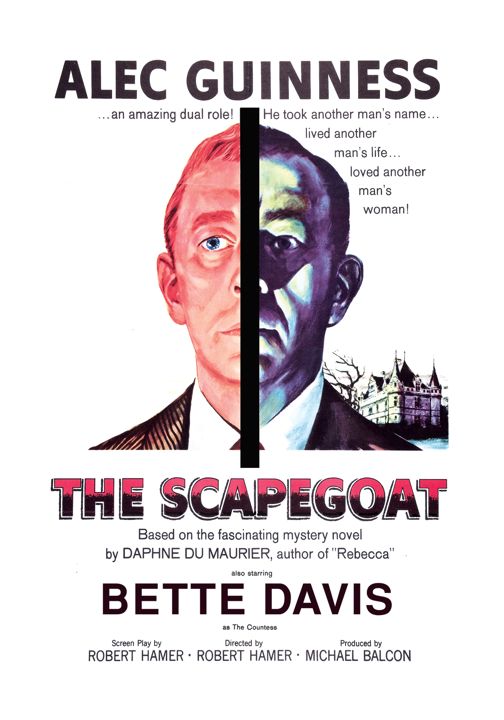 ALEC GUINNESS
...an amazing dual role!
He took another man's name...
lived another
man's life...
loved another
man's
woman!
THE SCAPEGOAT
Based on the fascinating mystery novel
by DAPHNE DU MAURIER, author of "Rebecca"
also starring
BETTE DAVIS
as The Countess
Screen Play by
ROBERT HAMER ·
Directed by
ROBERT HAMER ·
Produced by
MICHAEL BALCON